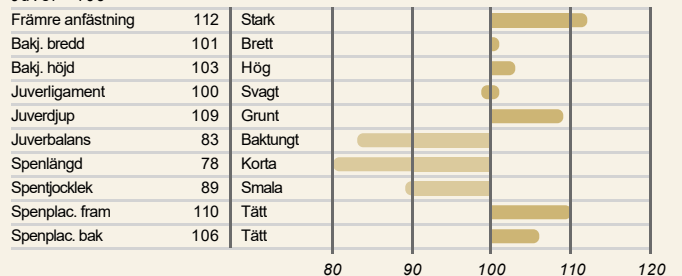 Främre anfästning 112 Stark
Bakj. bredd 101 Brett
Bakj. höjd 103 Hög
Juverligament 100 Svagt
Juverdjup 109 Grunt
Juverbalans 83 Baktungt
Spenlängd 78 Korta
Spentjocklek 89 Smala
Spenplac. fram 110 Tätt
Spenplac. bak 106 Tätt
80 90 100 110 120